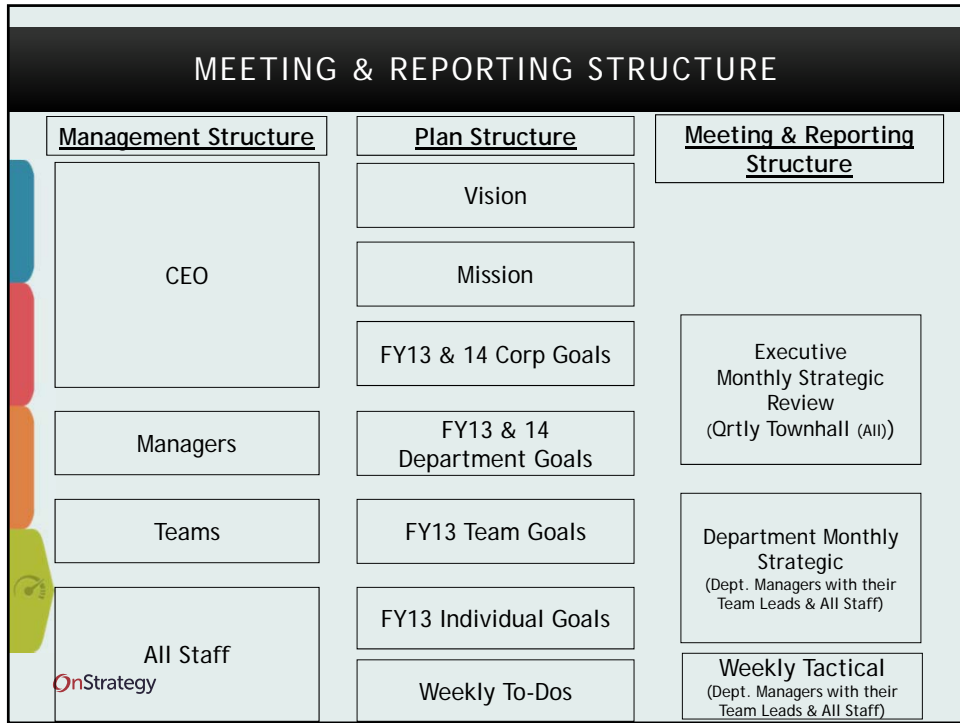 MEETING & REPORTING STRUCTURE
Management Structure
CEO
Managers
Teams
All Staff
OnStrategy
Plan Structure
Vision
Mission
FY13 & 14 Corp Goals
FY13 & 14
Department Goals
FY13 Team Goals
FY13 Individual Goals
Weekly To-Dos
Meeting & Reporting
Structure
Executive
Monthly Strategic
Review
(Qrtly Townhall (All))
Department Monthly
Strategic
(Dept. Managers with their
Team Leads & All Staff)
Weekly Tactical
(Dept. Managers with their
Team Leads & All Staff)